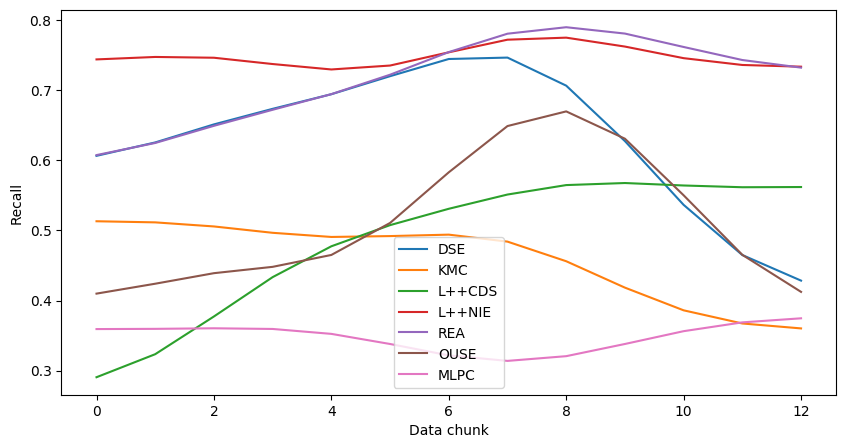 0.8
0.7
0.6
0.5
0.4
0.3
Recall
DSE
KMC
L++CDS
L++NIE
REA
OUSE
MLPC
0 2 4 6 8 10 12
Data chunk